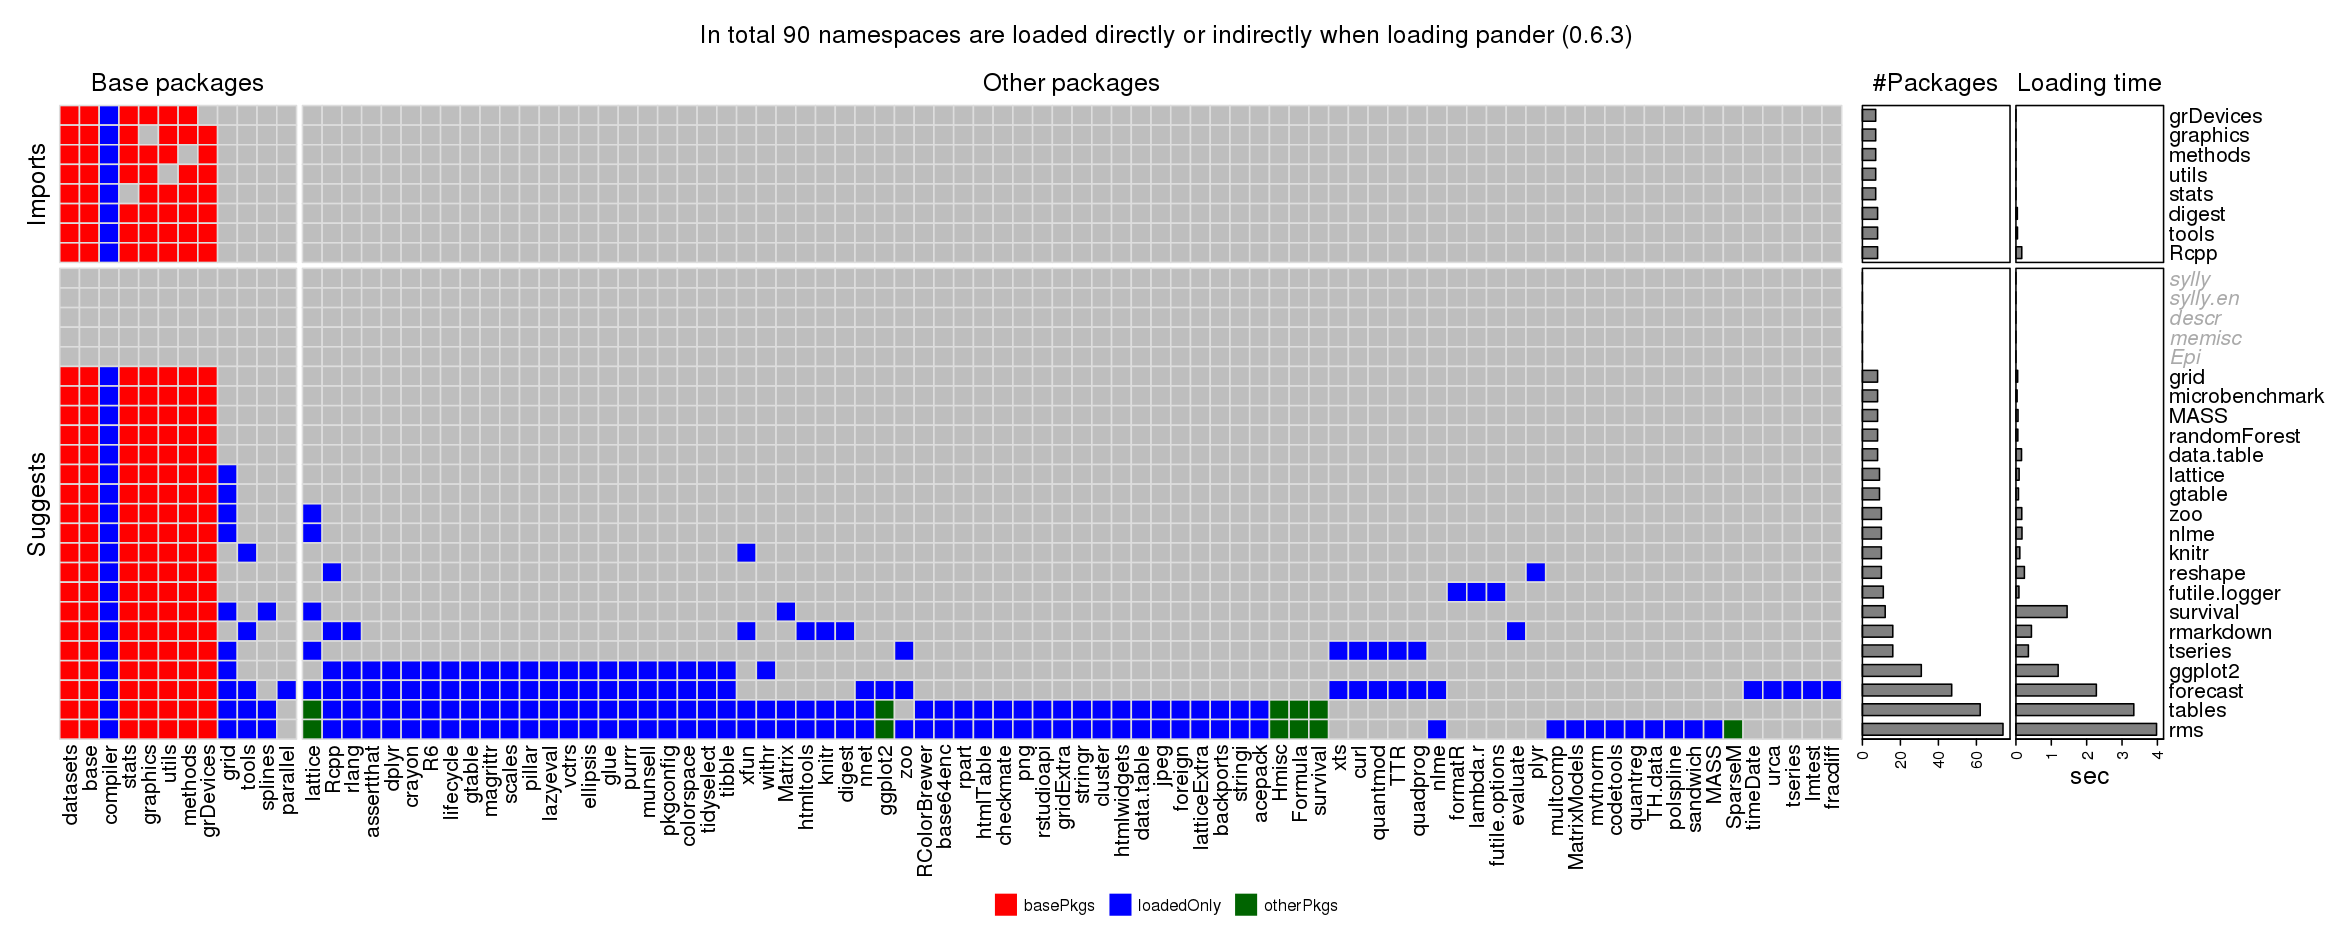 In total 90 namespaces are loaded directly or indirectly when loading pander (0.6.3)
Base packages
Other packages
#Packages
Loading time
Imports
grDevices
graphics
methods
utils
stats
digest
tools
Rcpp
Suggests
sylly
sylly.en
descr
memisc
Epi
grid
microbenchmark
MASS
randomForest
data.table
lattice
gtable
zoo
nlme
knitr
reshape
futile.logger
survival
rmarkdown
tseries
ggplot2
forecast
tables
rms
datasets
base
compiler
stats
graphics
utils
methods
grDevices
grid
tools
splines
parallel
lattice
Rcpp
rlang
assertthat
dplyr
crayon
R6
lifecycle
gtable
magrittr
scales
pillar
lazyeval
vctrs
ellipsis
glue
purrr
munsell
pkgconfig
colorspace
tidyselect
tibble
xfun
withr
Matrix
htmltools
knitr
digest
nnet
ggplot2
zoo
RColorBrewer
base64enc
rpart
htmlTable
checkmate
png
rstudioapi
gridExtra
stringr
cluster
htmlwidgets
data.table
jpeg
foreign
latticeExtra
backports
stringi
acepack
Hmisc
Formula
survival
xts
curl
quantmod
TTR
quadprog
nlme
formatR
lambda.r
futile.options
evaluate
plyr
multcomp
MatrixModels
mvtnorm
codetools
quantreg
TH.data
polspline
sandwich
MASS
SparseM
timeDate
urca
tseries
lmtest
fracdiff
0
20
40
60
0
1
2
3
4
sec
basePkgs
loadedOnly
otherPkgs